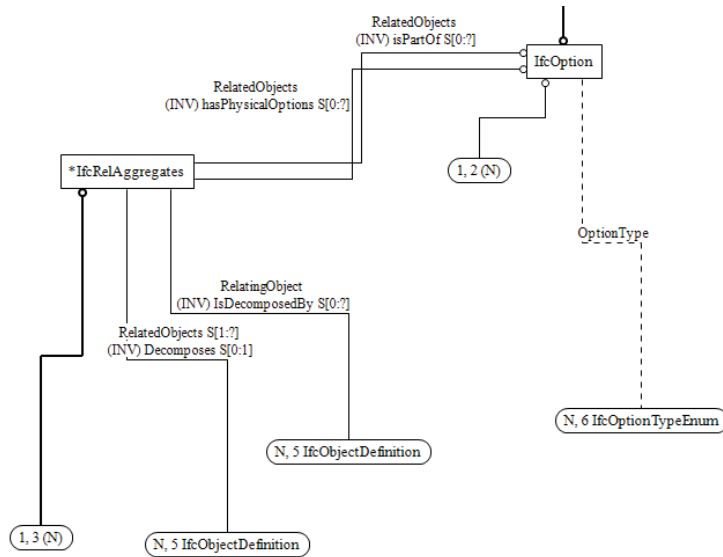 RelatedObjects
(INV) isPartOf S[0:?]
IfcOption
RelatedObjects
(INV) hasPhysicalOptions S[0:?]
*IfcRelAggregates
1, 2 (N)
OptionType
RelatingObject
(INV) IsDecomposedBy S[0:?]
RelatedObjects S[1:?]
(INV) Decomposes S[0:1]
N, 6 IfcOptionTypeEnum
N, 5 IfcObjectDefinition
1, 3 (N)
N, 5 IfcObjectDefinition